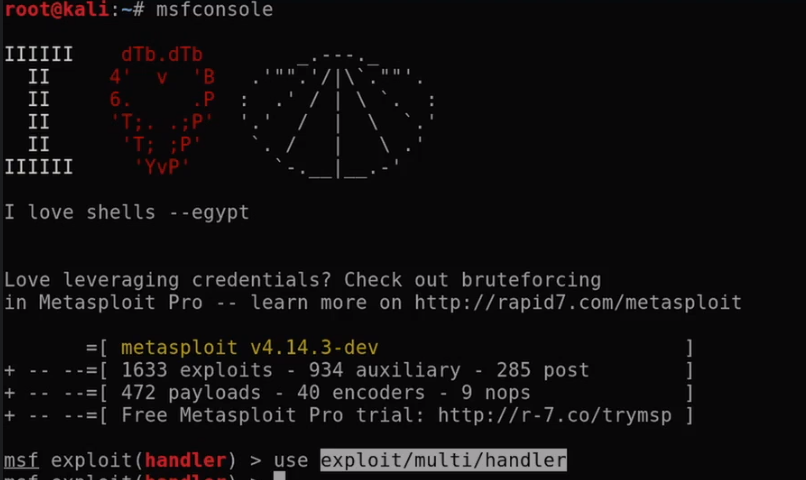 root@kali:~# msfconsole
IIIIII    dTb.dTb        _.---._
  II     4'  v  'B   .'"".'/|\`.""'.
  II     6.     .P  :  .' / | \ `.  :
  II     'T;. .;P'  '.'  /  |  \  `.'
  II      'T; ;P'    `. /   |   \ .'
IIIIII     'YvP'       `-.__|__.-'
I love shells --egypt
Love leveraging credentials? Check out bruteforcing
in Metasploit Pro -- learn more on http://rapid7.com/metasploit
=[ metasploit v4.14.3-dev ]
+ -- --=[ 1633 exploits - 934 auxiliary - 285 post ]
+ -- --=[ 472 payloads - 40 encoders - 9 nops ]
+ -- --=[ Free Metasploit Pro trial: http://r-7.co/trymsp ]
msf exploit(handler) > use exploit/multi/handler
msf exploit(handler) >